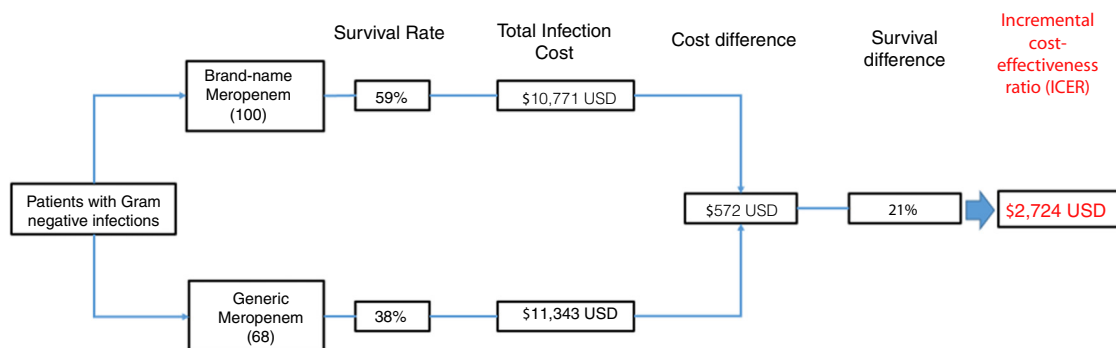 Survival Rate
Total Infection
Cost
Cost difference
Survival
difference
Incremental
cost-
effectiveness
ratio (ICER)
Brand-name
Meropenem
(100)
59%
$10,771 USD
Patients with Gram
negative infections
$572 USD
21%
$2,724 USD
Generic
Meropenem
(68)
38%
$11,343 USD